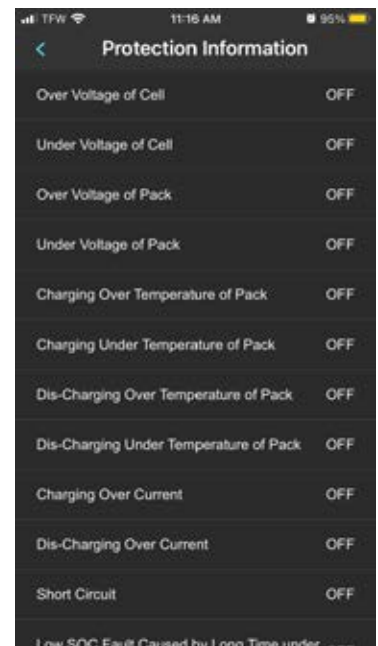 TFW 11:16 AM 95%
Protection Information
Over Voltage of Cell OFF
Under Voltage of Cell OFF
Over Voltage of Pack OFF
Under Voltage of Pack OFF
Charging Over Temperature of Pack OFF
Charging Under Temperature of Pack OFF
Dis-Charging Over Temperature of Pack OFF
Dis-Charging Under Temperature of Pack OFF
Charging Over Current OFF
Dis-Charging Over Current OFF
Short Circuit OFF
Low SOC Fault Caused by Long Time under